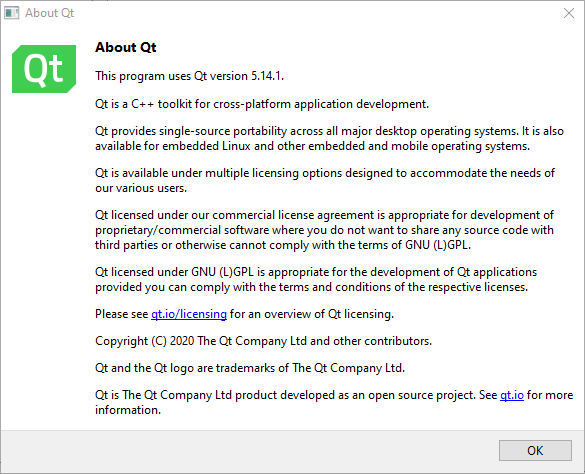 About Qt
Qt
About Qt
This program uses Qt version 5.14.1.
Qt is a C++ toolkit for cross-platform application development.
Qt provides single-source portability across all major desktop operating systems. It is also
available for embedded Linux and other embedded and mobile operating systems.
Qt is available under multiple licensing options designed to accommodate the needs of
our various users.
Qt licensed under our commercial license agreement is appropriate for development of
proprietary/commercial software where you do not want to share any source code with
third parties or otherwise cannot comply with the terms of GNU (L)GPL.
Qt licensed under GNU (L)GPL is appropriate for the development of Qt applications
provided you can comply with the terms and conditions of the respective licenses.
Please see qt.io/licensing for an overview of Qt licensing.
Copyright (C) 2020 The Qt Company Ltd and other contributors.
Qt and the Qt logo are trademarks of The Qt Company Ltd.
Qt is The Qt Company Ltd product developed as an open source project. See qt.io for more
information.
OK